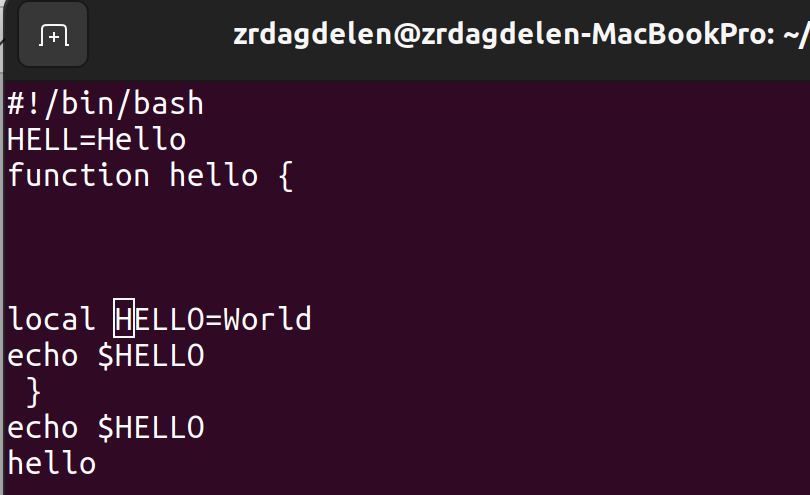 zrdagdelen@zrdagdelen-MacBookPro: ~/
#!/bin/bash
HELL=Hello
function hello {
local HELLO=World
echo $HELLO
}
echo $HELLO
hello